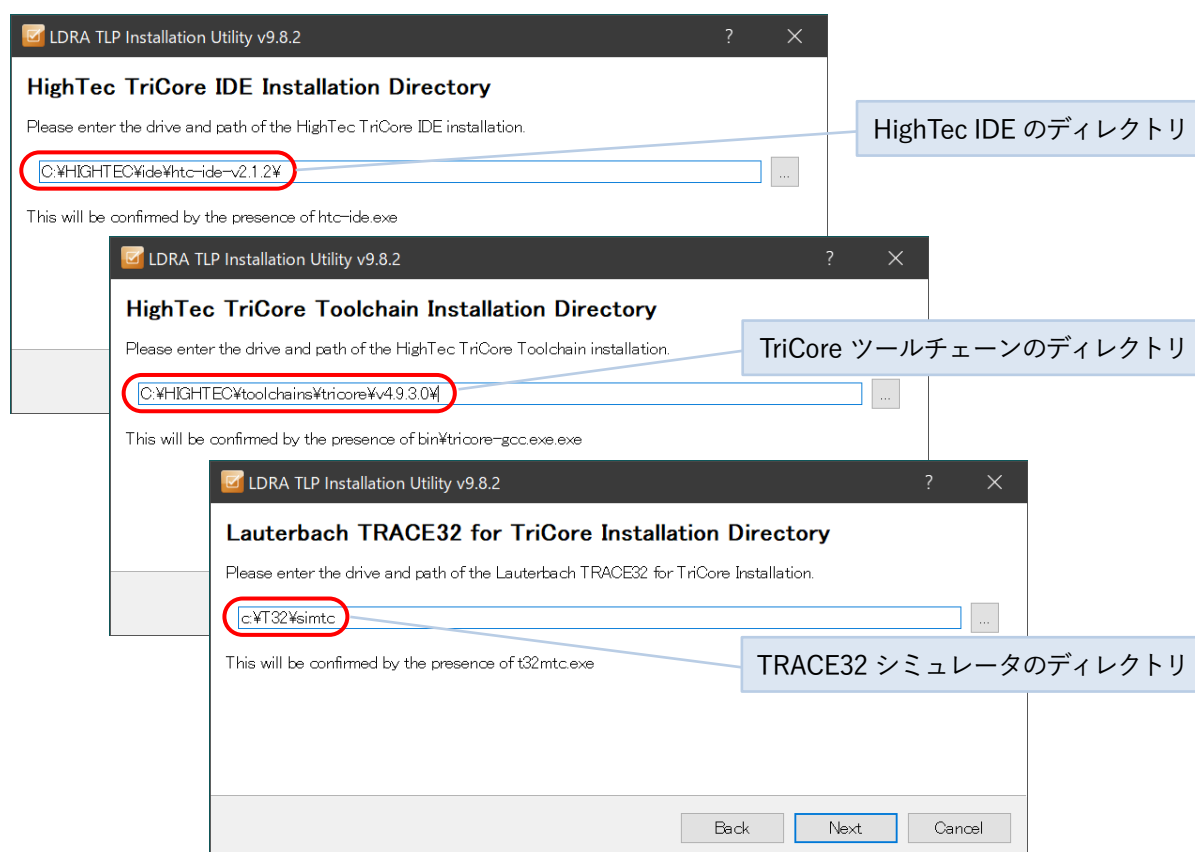 LDRA TLP Installation Utility v9.8.2
HighTec TriCore IDE Installation Directory
Please enter the drive and path of the HighTec TriCore IDE installation.
HighTec IDE のディレクトリ
C:¥HIGHTEC¥ide¥htc-ide-v2.1.2¥
...
This will be confirmed by the presence of htc-ide.exe
LDRA TLP Installation Utility v9.8.2
HighTec TriCore Toolchain Installation Directory
Please enter the drive and path of the HighTec TriCore Toolchain installation.
TriCore ツールチェーンのディレクトリ
C:¥HIGHTEC¥toolchains¥tricore¥v4.9.3.0¥
...
This will be confirmed by the presence of bin¥tricore-gcc.exe.exe
LDRA TLP Installation Utility v9.8.2
Lauterbach TRACE32 for TriCore Installation Directory
Please enter the drive and path of the Lauterbach TRACE32 for TriCore Installation.
c:¥T32¥simtc
...
This will be confirmed by the presence of t32mtc.exe
TRACE32 シミュレータのディレクトリ
Back
Next
Cancel